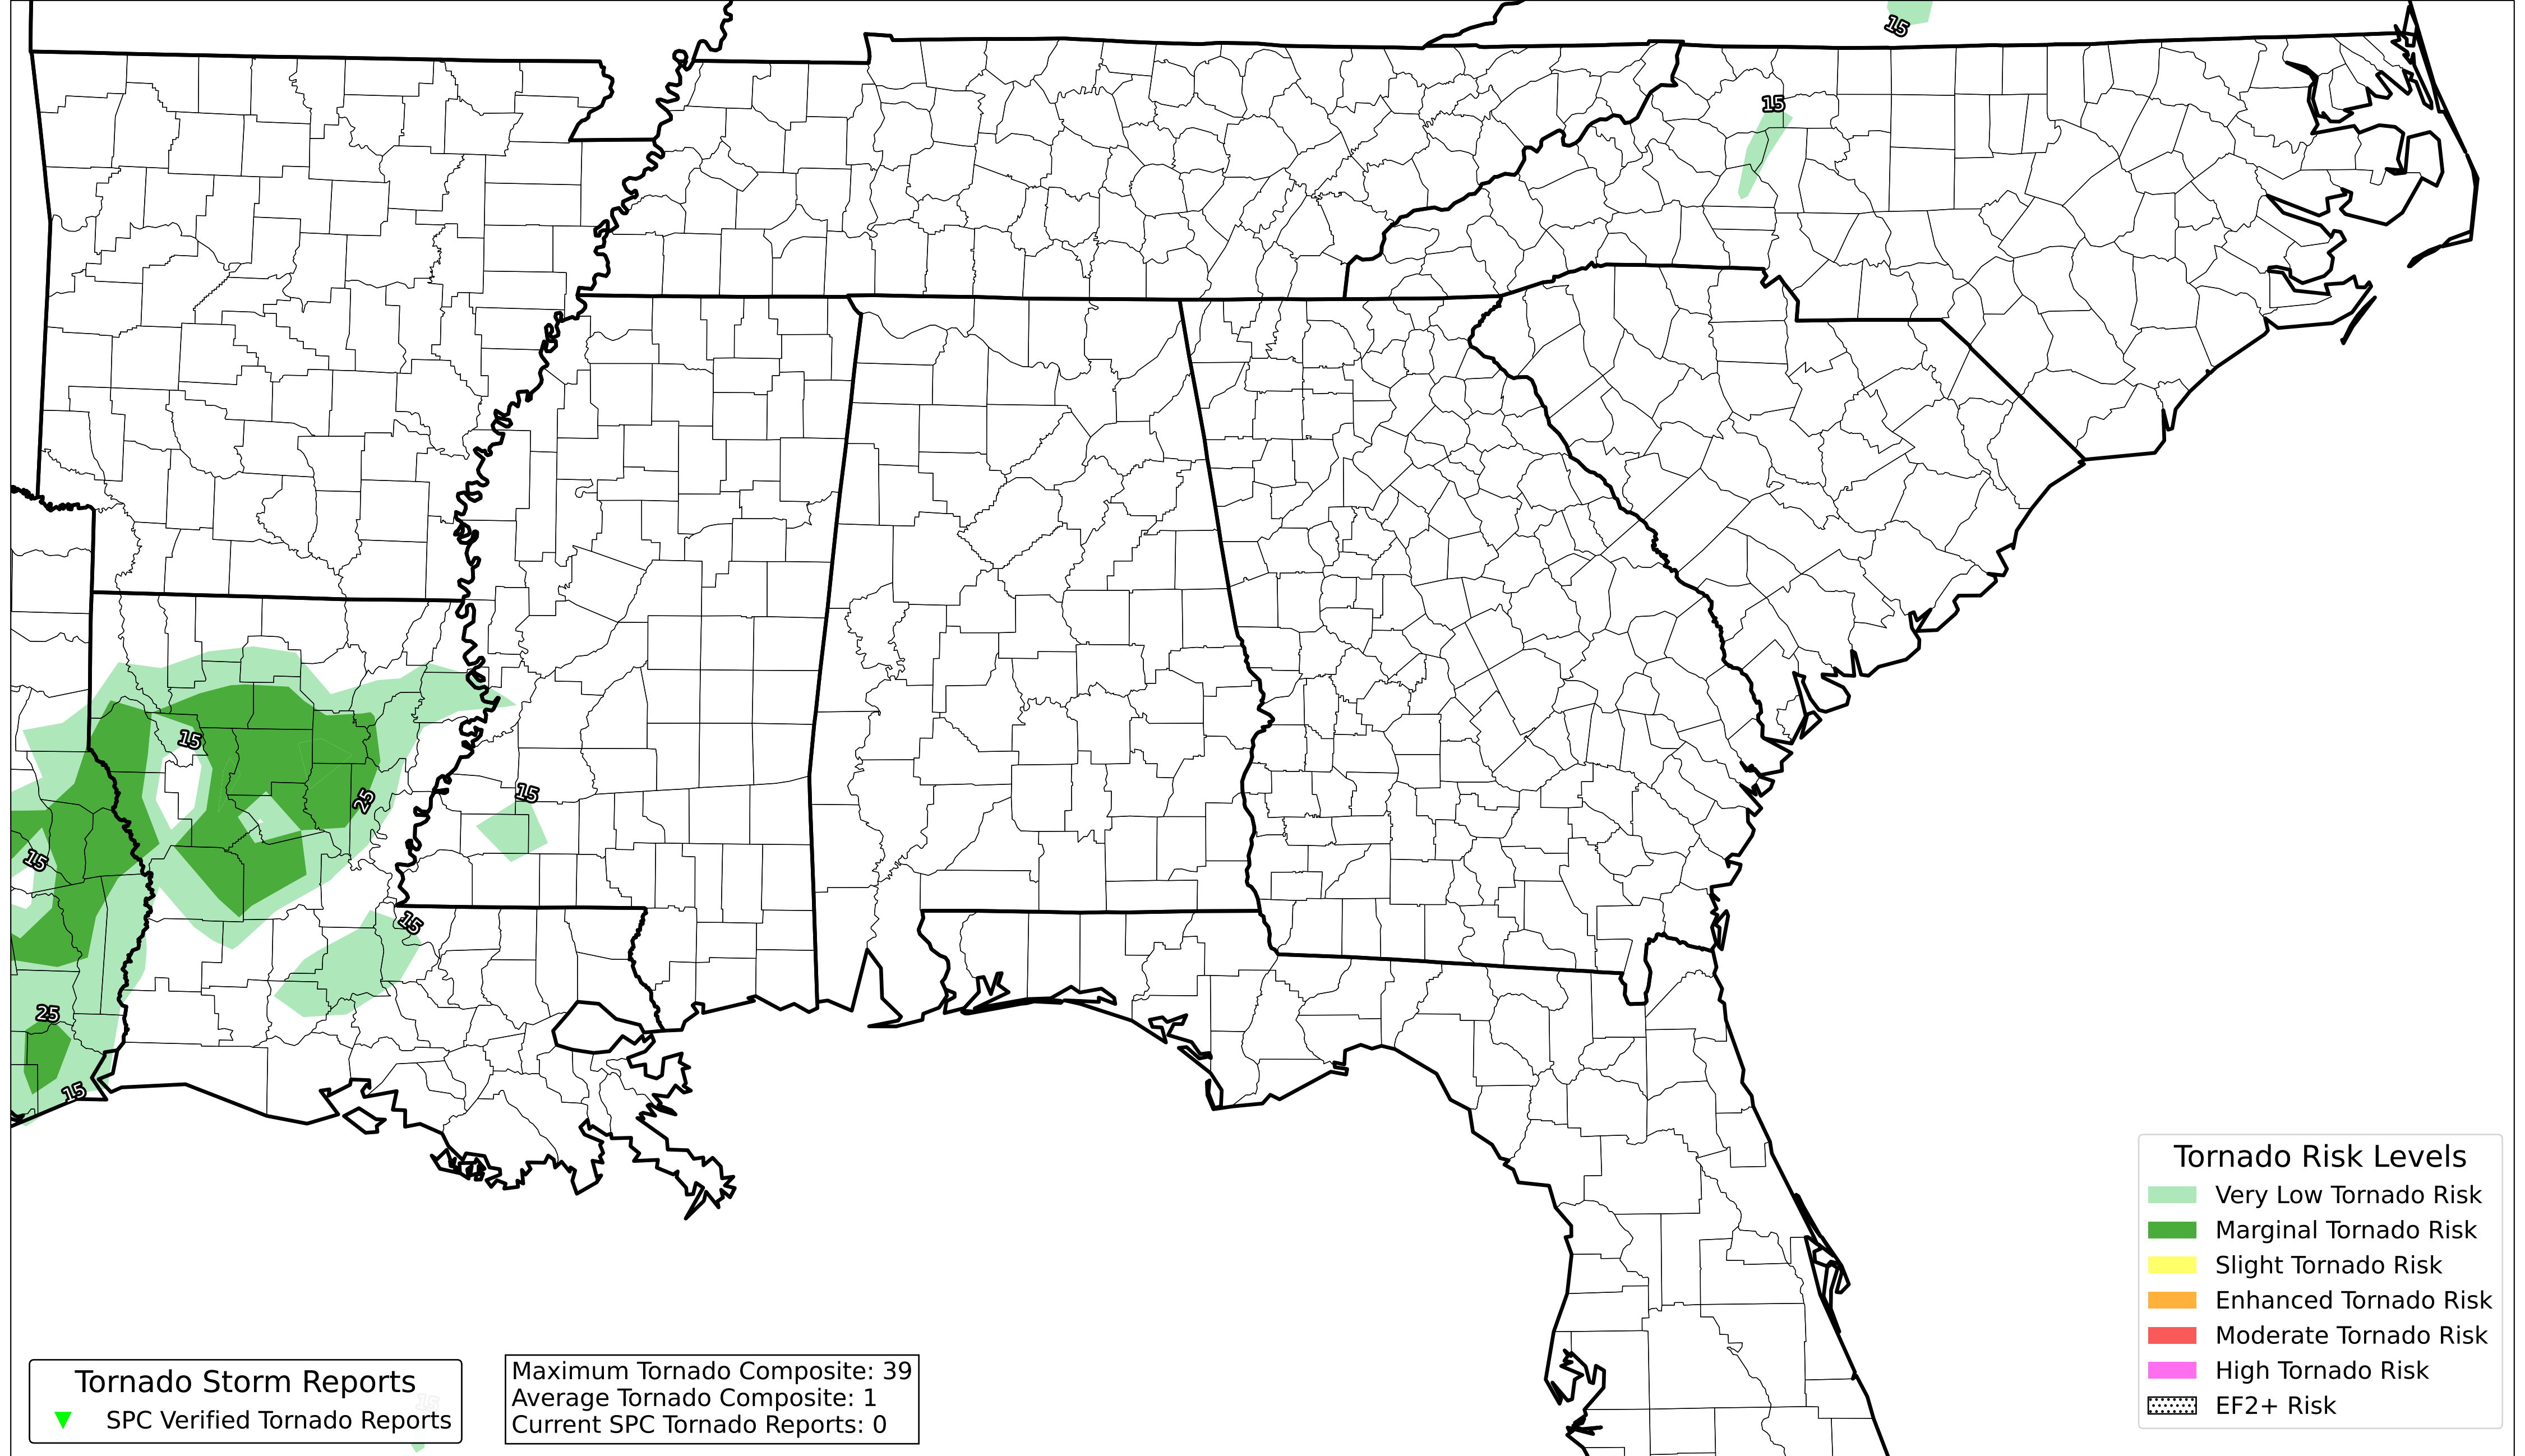 15
15
15
15
25
15
15
25
15
Tornado Risk Levels
Very Low Tornado Risk
Marginal Tornado Risk
Slight Tornado Risk
Enhanced Tornado Risk
Moderate Tornado Risk
High Tornado Risk
EF2+ Risk
Tornado Storm Reports
SPC Verified Tornado Reports
15
Maximum Tornado Composite: 39
Average Tornado Composite: 1
Current SPC Tornado Reports: 0